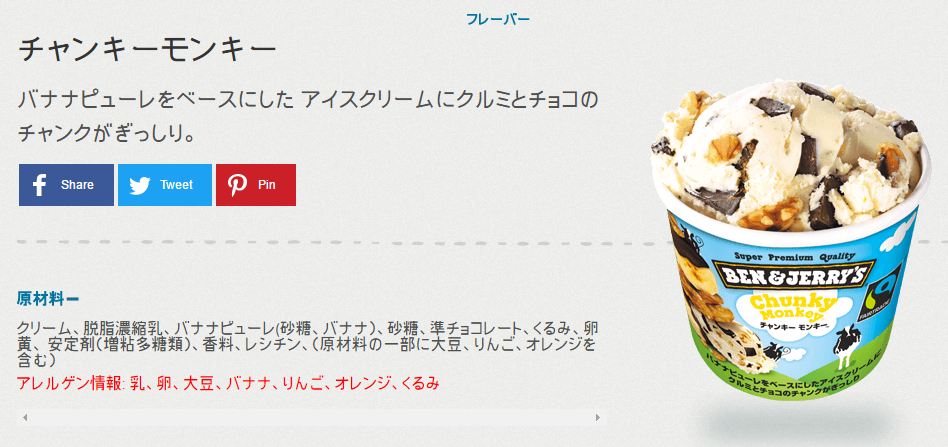 フレーバー
チャンキーモンキー
バナナピューレをベースにした アイスクリームにクルミとチョコの
チャンクがぎっしり。
Share
Tweet
Pin
原材料ー
クリーム、脱脂濃縮乳、バナナピューレ(砂糖、バナナ)、砂糖、準チョコレート、くるみ、卵
黄、 安定剤(増粘多糖類)、香料、レシチン、(原材料の一部に大豆、りんご、オレンジを
含む)
アレルゲン情報: 乳、卵、大豆、バナナ、りんご、オレンジ、くるみ
Super Premium Quality
BEN & JERRY'S
Chunky
Monkey
チャンキー モンキー
FAIRTRADE
バナナピューレをベースにしたアイスクリームに
クルミとチョコのチャンクがぎっしり